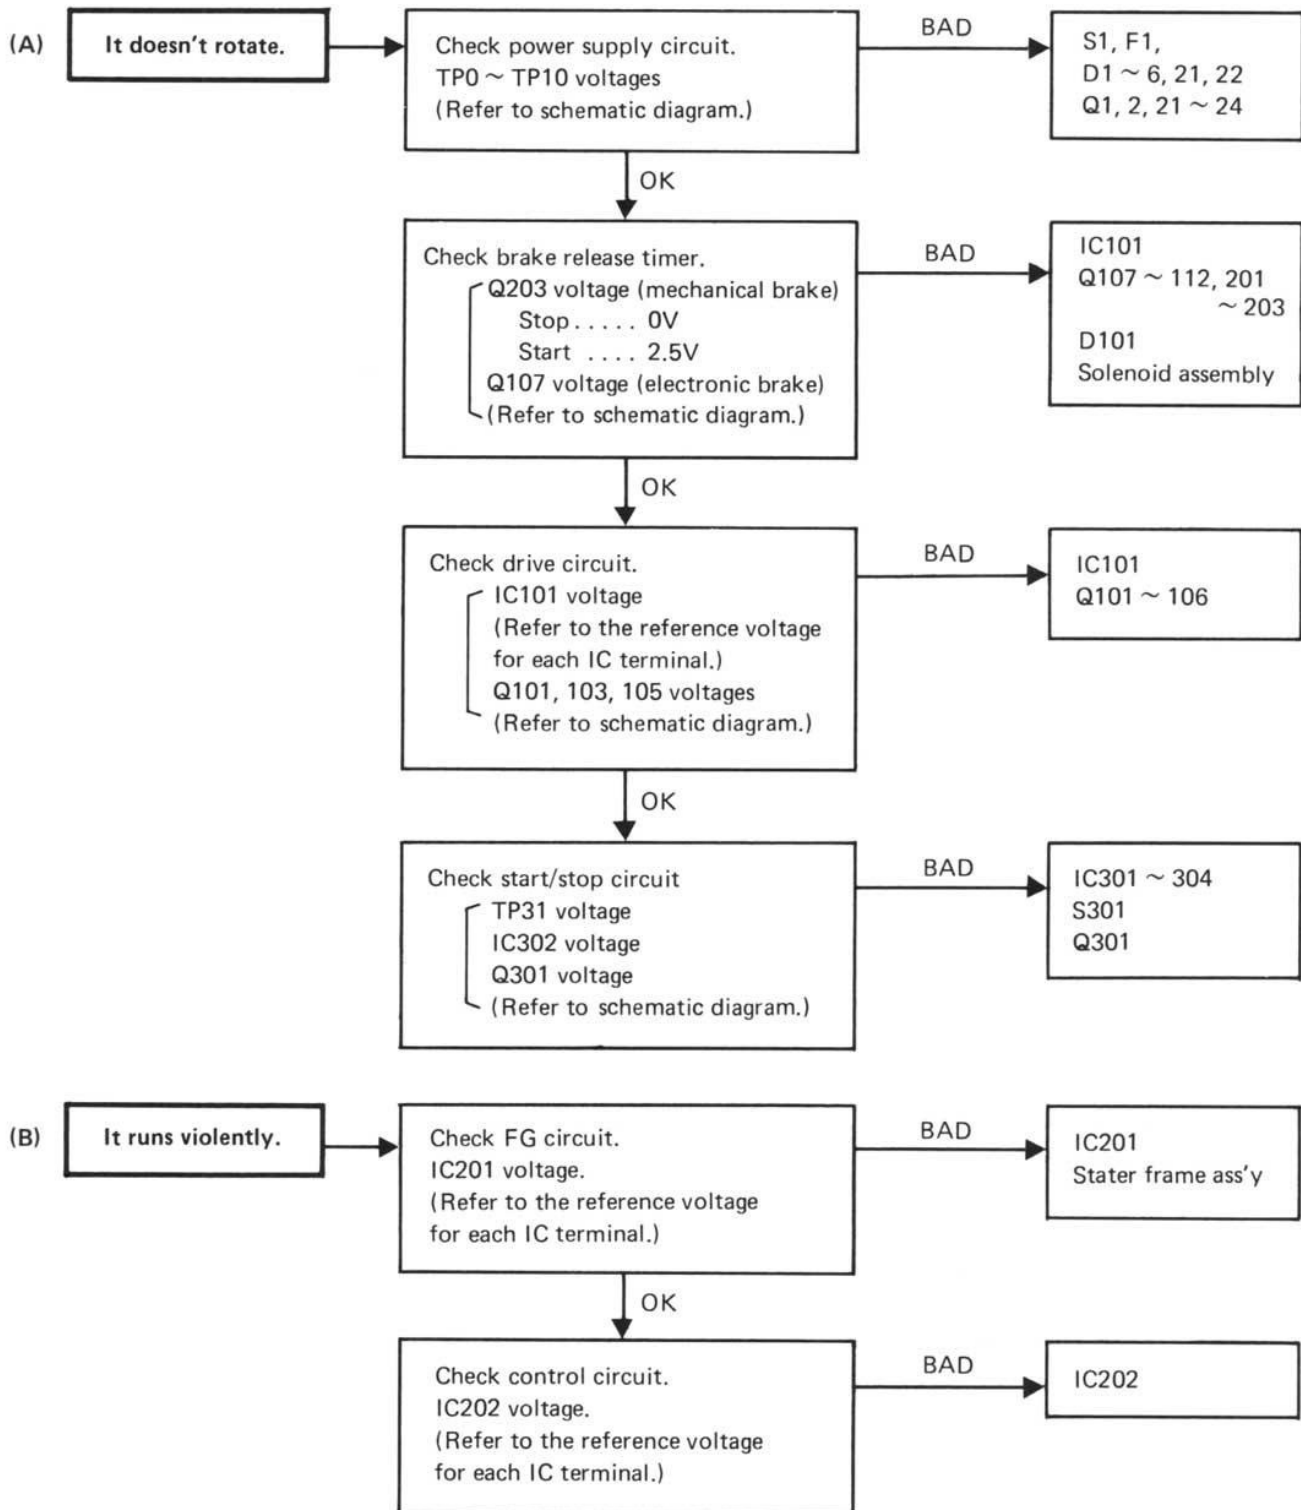 (A)
It doesn't rotate.
Check power supply circuit.
TP0 ~ TP10 voltages
(Refer to schematic diagram.)
BAD
S1, F1,
D1 ~ 6, 21, 22
Q1, 2, 21 ~ 24
OK
Check brake release timer.
Q203 voltage (mechanical brake)
Stop ..... 0V
Start .... 2.5V
Q107 voltage (electronic brake)
(Refer to schematic diagram.)
BAD
IC101
Q107 ~ 112, 201
~ 203
D101
Solenoid assembly
OK
Check drive circuit.
IC101 voltage
(Refer to the reference voltage
for each IC terminal.)
Q101, 103, 105 voltages
(Refer to schematic diagram.)
BAD
IC101
Q101 ~ 106
OK
Check start/stop circuit
TP31 voltage
IC302 voltage
Q301 voltage
(Refer to schematic diagram.)
BAD
IC301 ~ 304
S301
Q301
(B)
It runs violently.
Check FG circuit.
IC201 voltage.
(Refer to the reference voltage
for each IC terminal.)
BAD
IC201
Stater frame ass'y
OK
Check control circuit.
IC202 voltage.
(Refer to the reference voltage
for each IC terminal.)
BAD
IC202